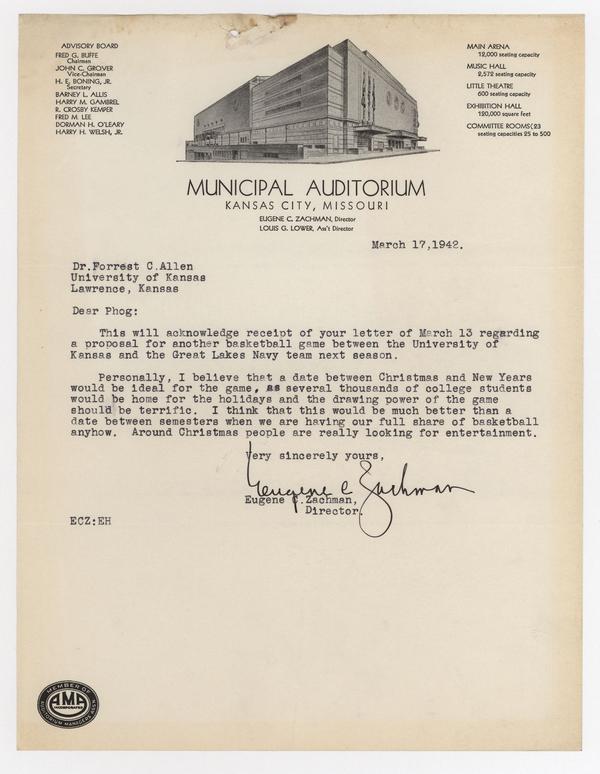 ADVISORY BOARD
FRED G. BUFFE
Chairman
JOHN C. GROVER
Vice-Chairman
H. E. BONING, JR.
Secretary
BARNEY L. ALLIS
HARRY M. GAMBREL
R. CROSBY KEMPER
FRED M. LEE
DORMAN H. O'LEARY
HARRY H. WELSH, JR.
MAIN ARENA
12,000 seating capacity
MUSIC HALL
2,572 seating capacity
LITTLE THEATRE
600 seating capacity
EXHIBITION HALL
120,000 square feet
COMMITTEE ROOMS (23
seating capacities 25 to 500
MUNICIPAL AUDITORIUM
KANSAS CITY, MISSOURI
EUGENE C. ZACHMAN, Director
LOUIS G. LOWER, Ass't Director
March 17,1942.
Dr.Forrest C.Allen
University of Kansas
Lawrence, Kansas
Dear Phog:
This will acknowledge receipt of your letter of March 13 regarding
a proposal for another basketball game between the University of
Kansas and the Great Lakes Navy team next season.
Personally, I believe that a date between Christmas and New Years
would be ideal for the game, as several thousands of college students
would be home for the holidays and the drawing power of the game
should be terrific. I think that this would be much better than a
date between semesters when we are having our full share of basketball
anyhow. Around Christmas people are really looking for entertainment.
Very sincerely yours,
Eugene C Zachman
Eugene C.Zachman,
Director.
ECZ:EH
MEMBER OF
AMA
INCORPORATED
AUDITORIUM MANAGERS ASS'N